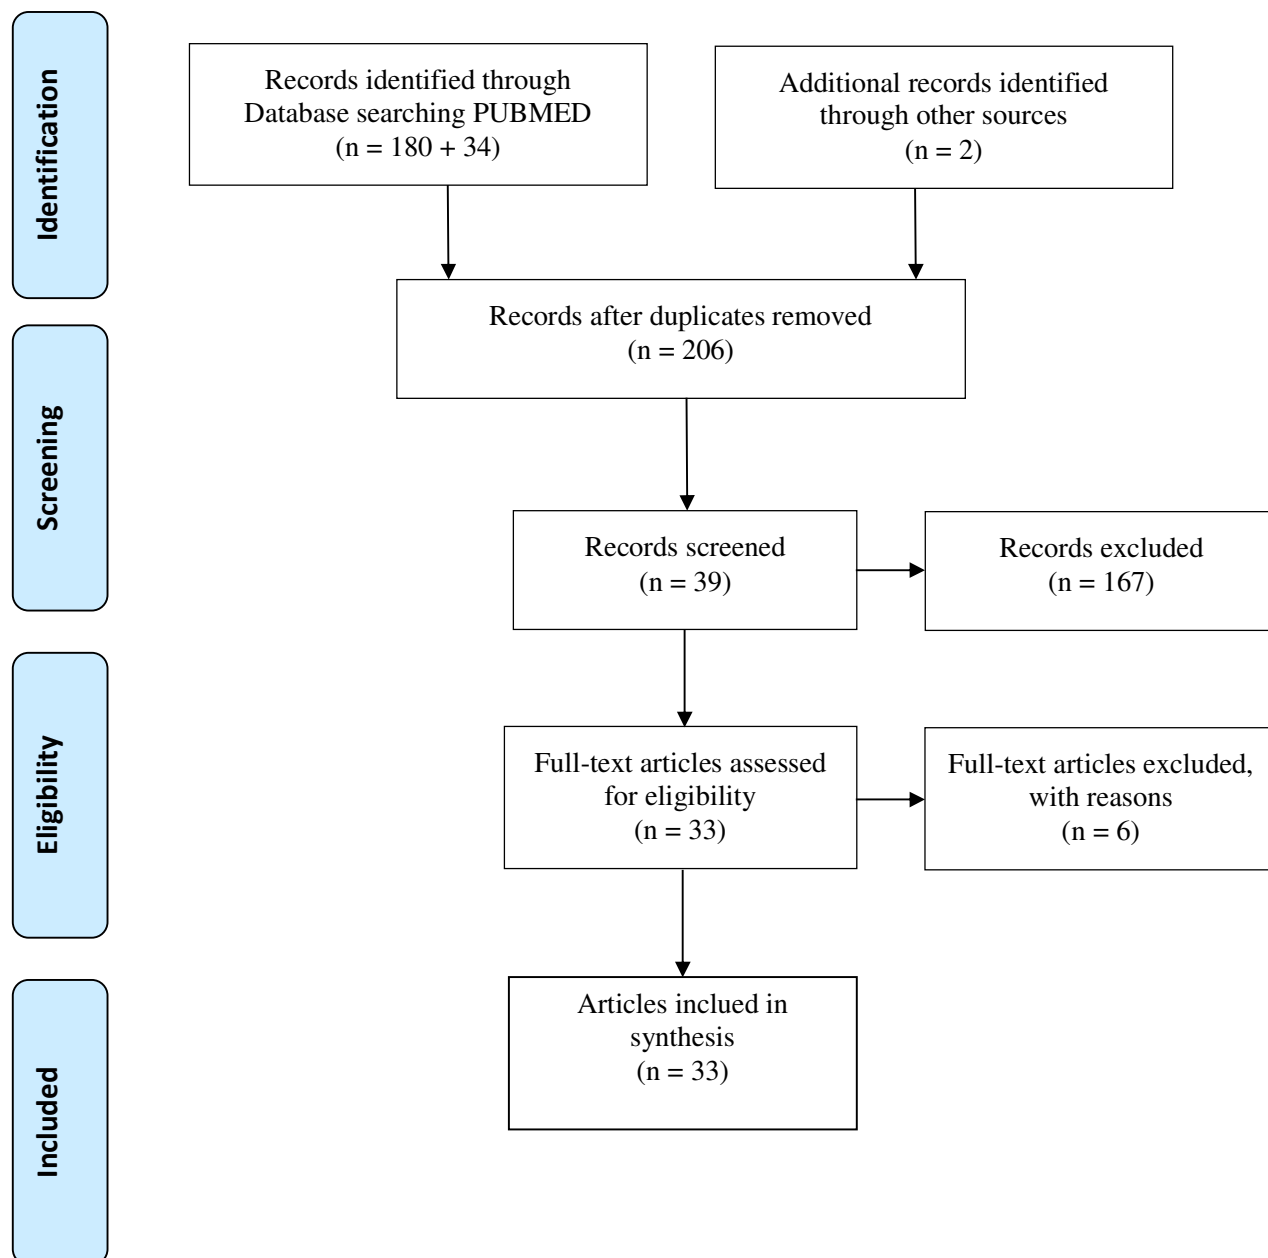 Identification
Records identified through
Database searching PUBMED
(n = 180 + 34)
Additional records identified
through other sources
(n = 2)
Records after duplicates removed
(n = 206)
Screening
Records screened
(n = 39)
Records excluded
(n = 167)
Eligibility
Full-text articles assessed
for eligibility
(n = 33)
Full-text articles excluded,
with reasons
(n = 6)
Included
Articles inclued in
synthesis
(n = 33)